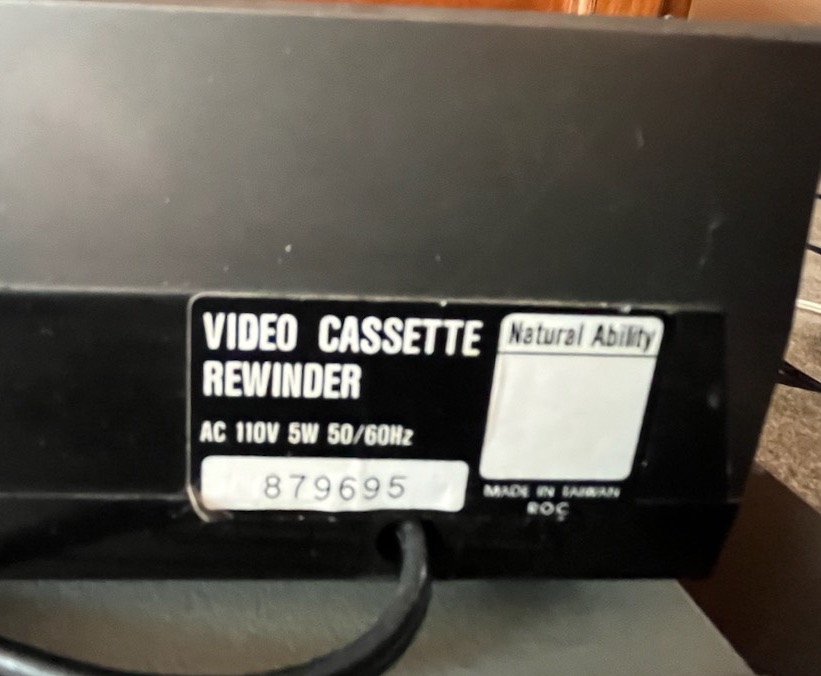 VIDEO CASSETTE
REWINDER
AC 110V 5W 50/60Hz
879695
Natural Ability
MADE IN TAIWAN
ROC